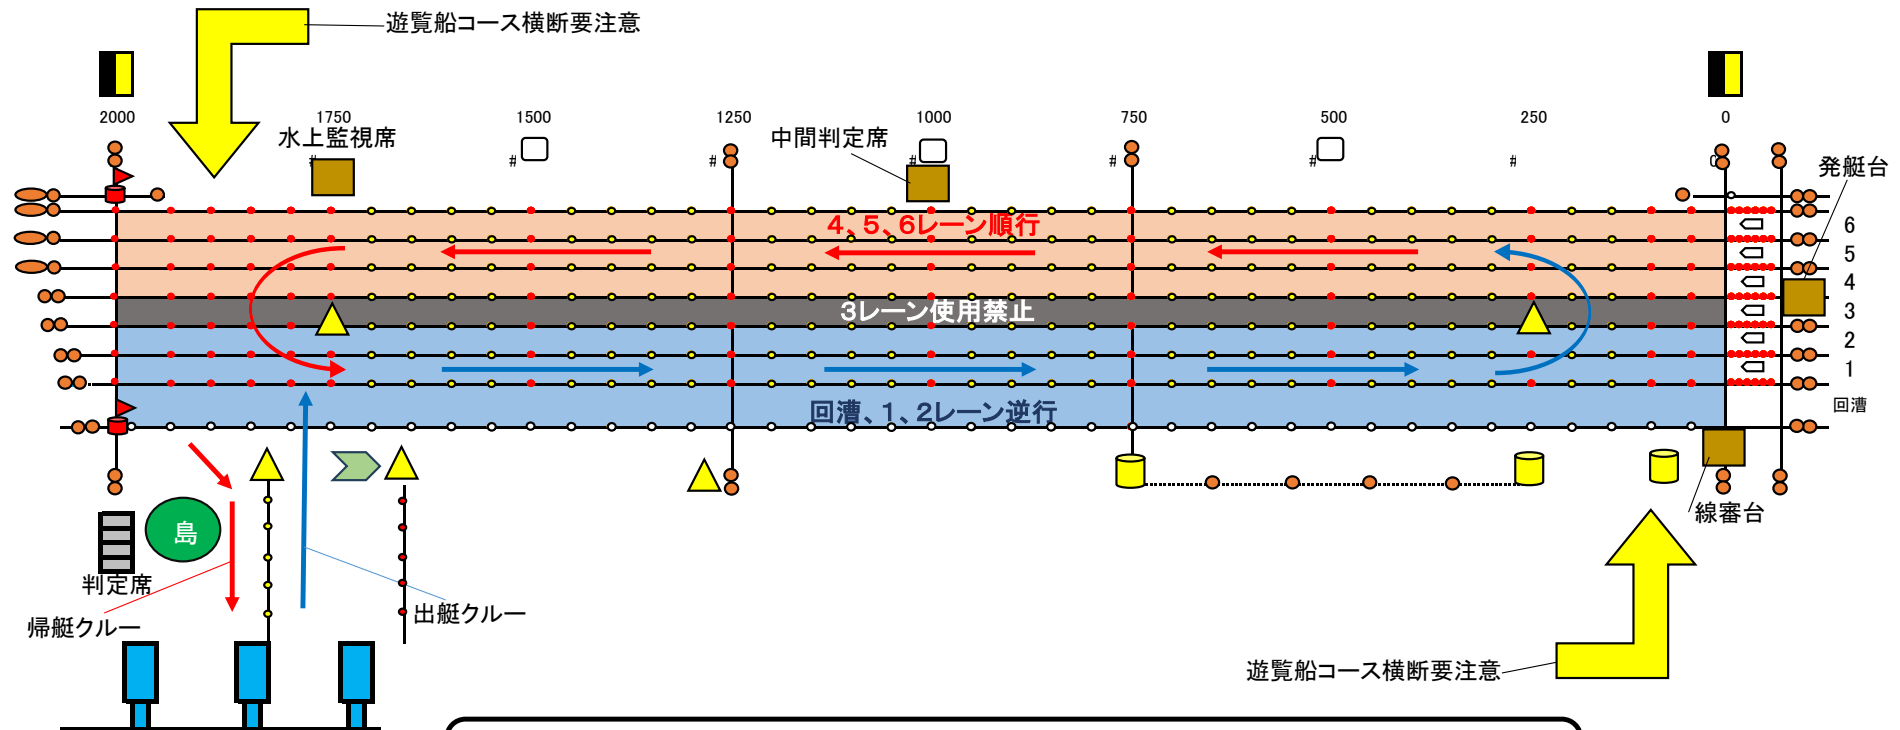 遊覧船コース横断要注意
2000
1750
1500
1250
1000
750
500
250
0
水上監視席
中間判定席
#
#
#
#
#
#
#
発艇台
4、5、6レーン順行
6
5
4
3レーン使用禁止
3
2
1
回漕、1、2レーン逆行
回漕
島
判定席
線審台
帰艇クルー
出艇クルー
遊覧船コース横断要注意